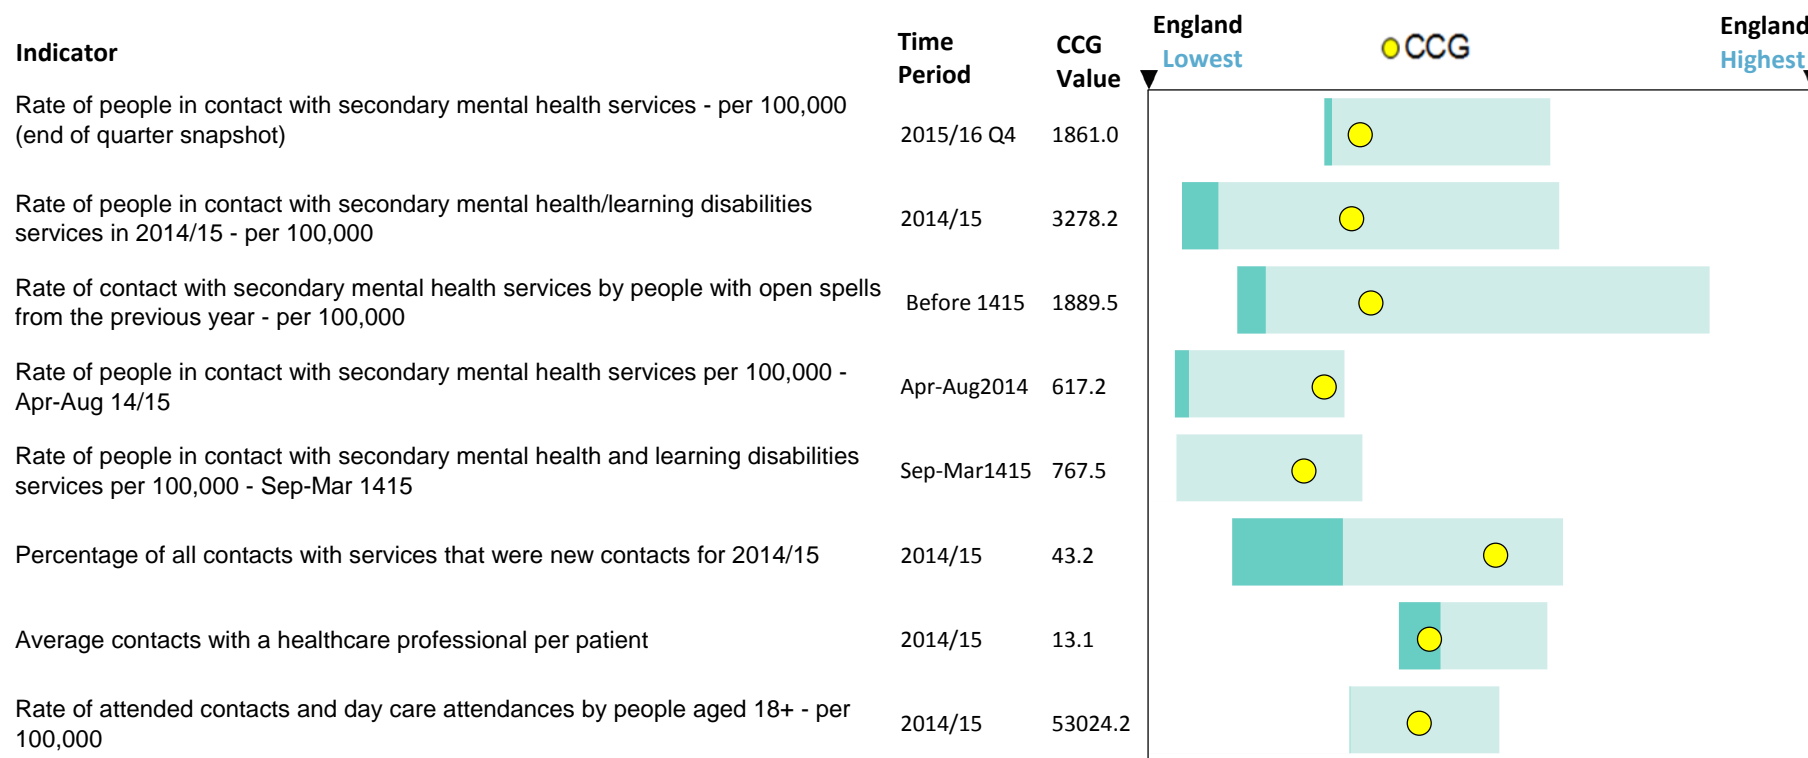 Indicator
Time Period
CCG Value
England Lowest
CCG
England Highest
Rate of people in contact with secondary mental health services - per 100,000
(end of quarter snapshot)
2015/16 Q4 1861.0
Rate of people in contact with secondary mental health/learning disabilities
services in 2014/15 - per 100,000
2014/15 3278.2
Rate of contact with secondary mental health services by people with open spells
from the previous year - per 100,000
Before 1415 1889.5
Rate of people in contact with secondary mental health services per 100,000 -
Apr-Aug 14/15
Apr-Aug2014 617.2
Rate of people in contact with secondary mental health and learning disabilities
services per 100,000 - Sep-Mar 1415
Sep-Mar1415 767.5
Percentage of all contacts with services that were new contacts for 2014/15
2014/15 43.2
Average contacts with a healthcare professional per patient
2014/15 13.1
Rate of attended contacts and day care attendances by people aged 18+ - per
100,000
2014/15 53024.2